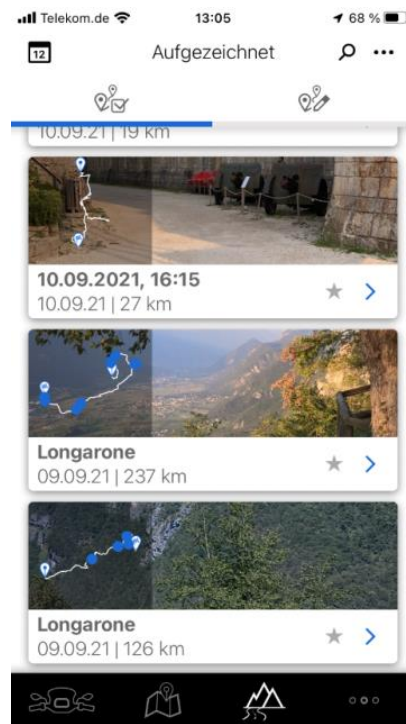 Telekom.de 13:05 68 %
12 Aufgezeichnet
10.09.21 | 19 km
10.09.2021, 16:15
10.09.21 | 27 km
Longarone
09.09.21 | 237 km
Longarone
09.09.21 | 126 km